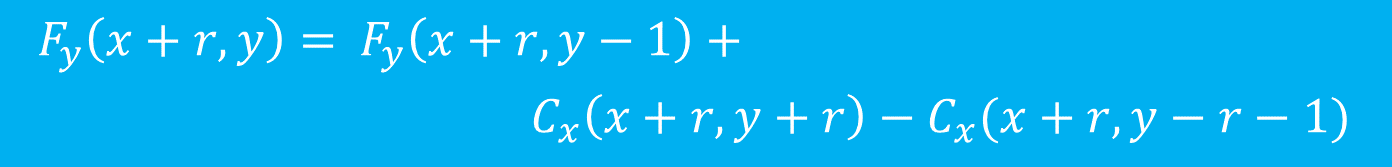 F_y(x + r, y) = F_y(x + r, y − 1) +
C_x(x + r, y + r) − C_x(x + r, y − r − 1)